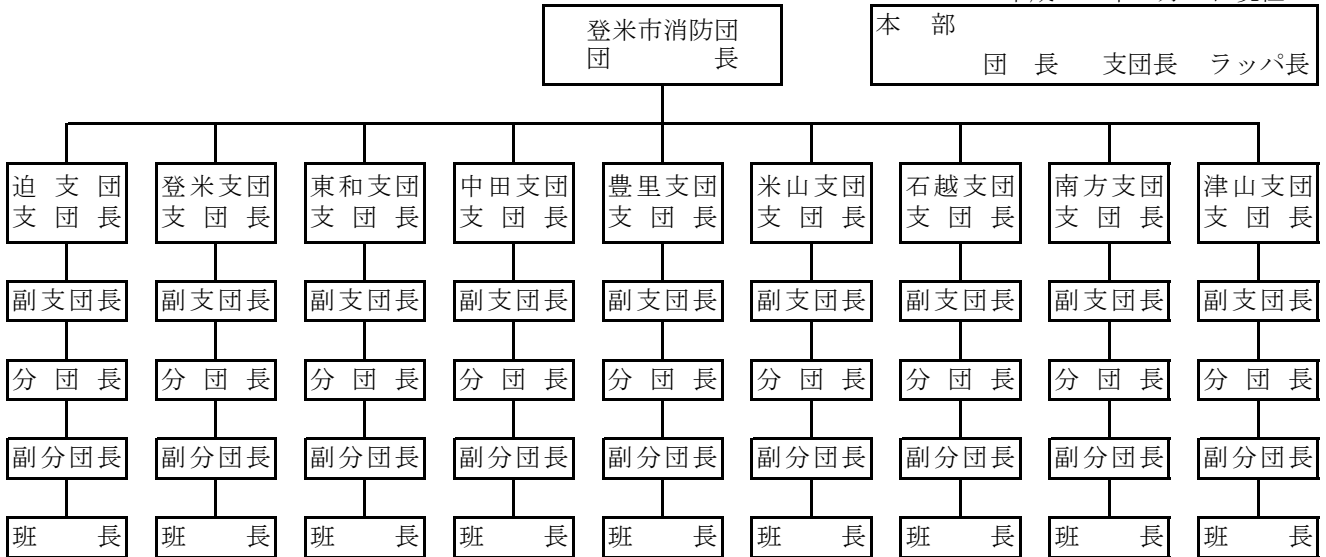 登米市消防団
団 長
本 部
団 長 支団長 ラッパ長
迫支団 登米支団 東和支団 中田支団 豊里支団 米山支団 石越支団 南方支団 津山支団
支団長 支団長 支団長 支団長 支団長 支団長 支団長 支団長 支団長
副支団長 副支団長 副支団長 副支団長 副支団長 副支団長 副支団長 副支団長 副支団長
分団長 分団長 分団長 分団長 分団長 分団長 分団長 分団長 分団長
副分団長 副分団長 副分団長 副分団長 副分団長 副分団長 副分団長 副分団長 副分団長
班長 班長 班長 班長 班長 班長 班長 班長 班長